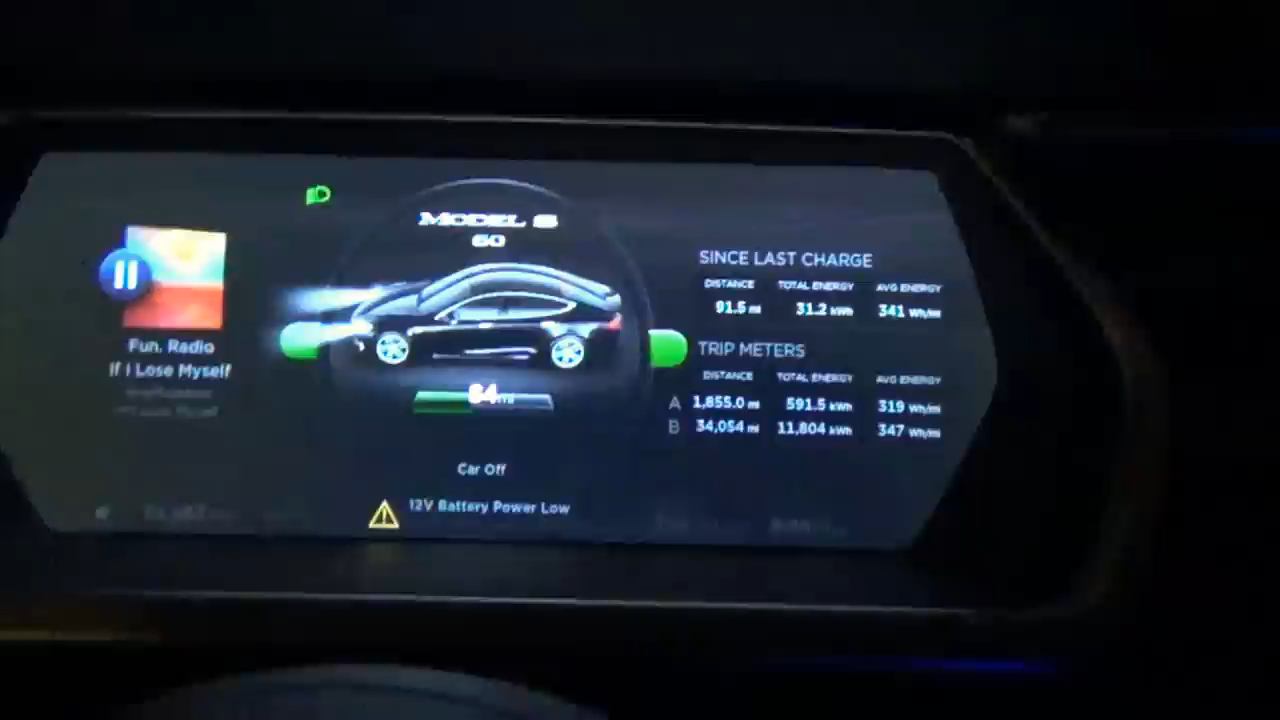 MODEL S
60
Fun. Radio
If I Lose Myself
84 mi
Car Off
12V Battery Power Low
SINCE LAST CHARGE
DISTANCE TOTAL ENERGY AVG ENERGY
91.5 mi 31.2 kWh 341 Wh/mi
TRIP METERS
DISTANCE TOTAL ENERGY AVG ENERGY
A 1,855.0 mi 591.5 kWh 319 Wh/mi
B 34,054 mi 11,804 kWh 347 Wh/mi